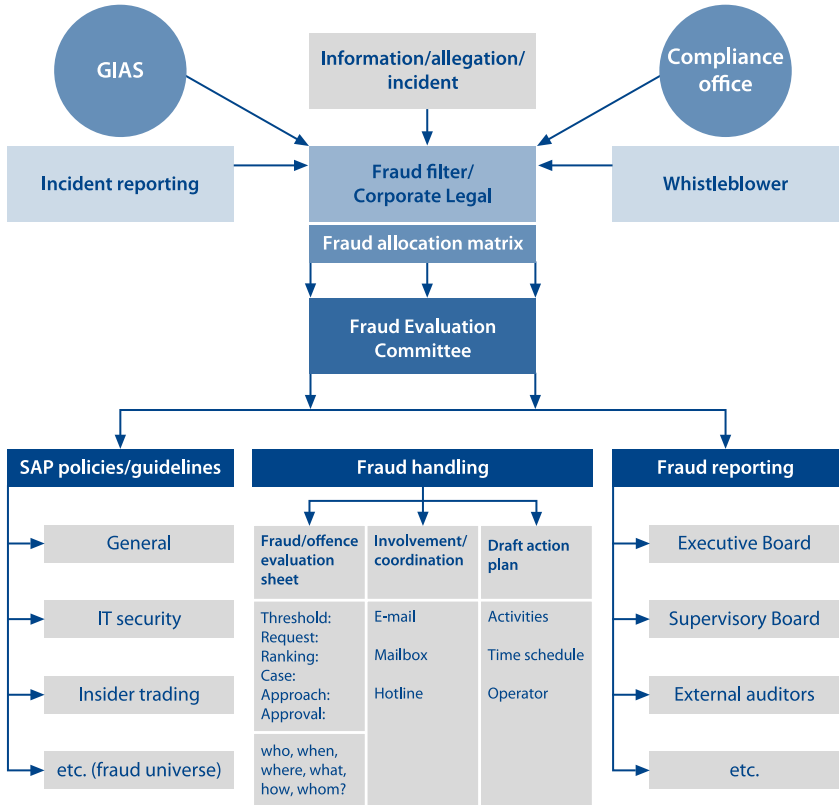 GIAS
Information/allegation/
incident
Compliance
office
Incident reporting
Fraud filter/
Corporate Legal
Whistleblower
Fraud allocation matrix
Fraud Evaluation
Committee
SAP policies/guidelines
General
IT security
Insider trading
etc. (fraud universe)
Fraud handling
Fraud/offence
evaluation
sheet
Threshold:
Request:
Ranking:
Case:
Approach:
Approval:
who, when,
where, what,
how, whom?
Involvement/
coordination
E-mail
Mailbox
Hotline
Draft action
plan
Activities
Time schedule
Operator
Fraud reporting
Executive Board
Supervisory Board
External auditors
etc.